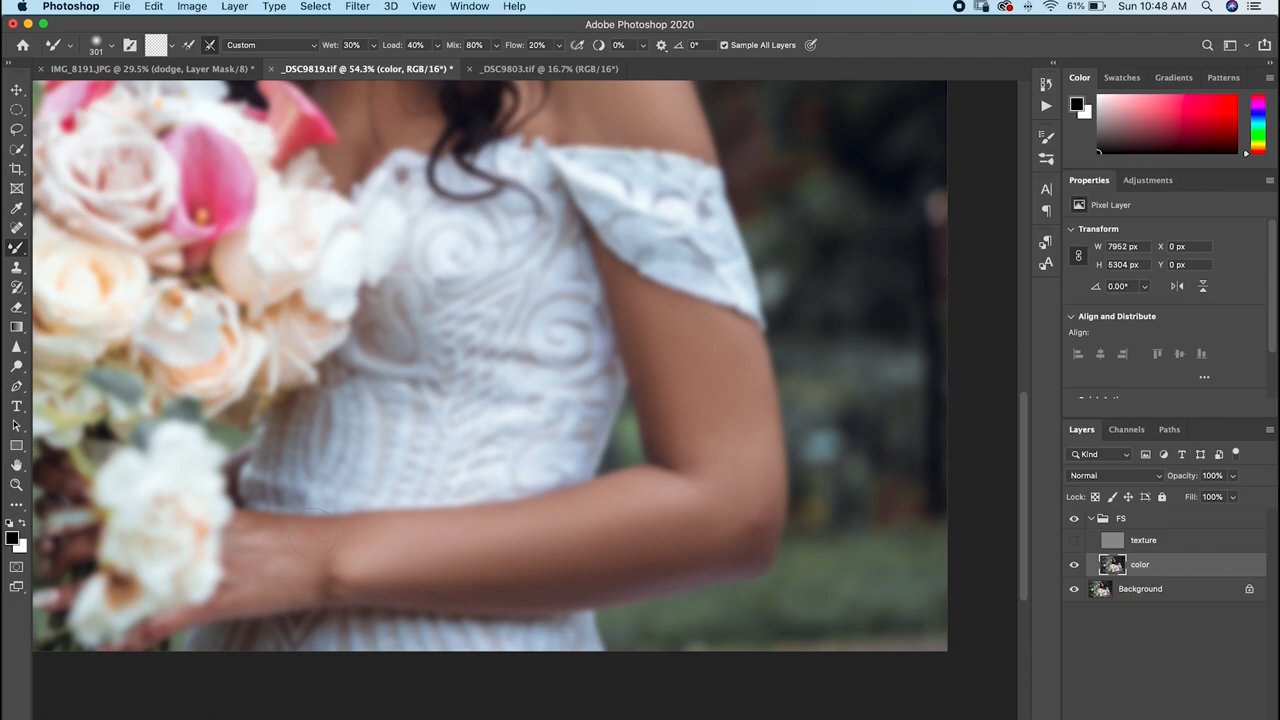 Photoshop File Edit Image Layer Type Select Filter 3D View Window Help 61% Sun 10:48 AM
Adobe Photoshop 2020
301 Custom Wet: 30% Load: 40% Mix: 80% Flow: 20% 0% 0° Sample All Layers
IMG_8191.JPG @ 29.5% (dodge, Layer Mask/8) * _DSC9819.tif @ 54.3% (color, RGB/16*) * _DSC9803.tif @ 16.7% (RGB/16*)
Color Swatches Gradients Patterns
Properties Adjustments
Pixel Layer
Transform
W 7952 px X 0 px
H 5304 px Y 0 px
0.00°
Align and Distribute
Align:
Layers Channels Paths
Kind
Normal Opacity: 100%
Lock: Fill: 100%
FS
texture
color
Background